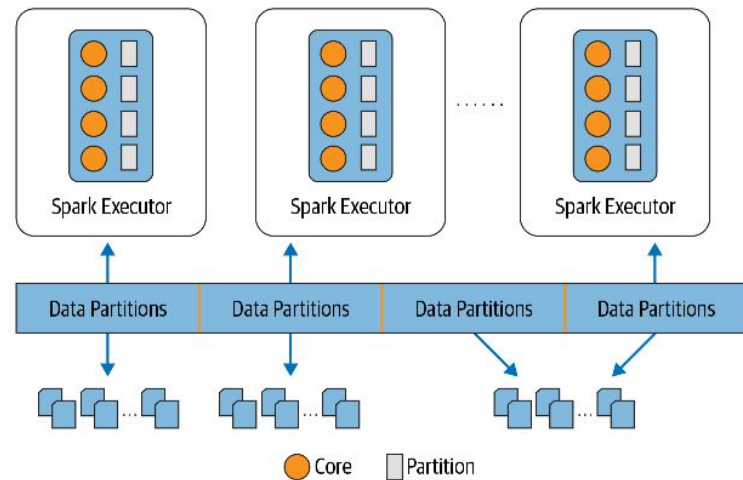 Spark Executor
Spark Executor
......
Spark Executor
Data Partitions
Data Partitions
Data Partitions
Data Partitions
...
...
...
Core
Partition